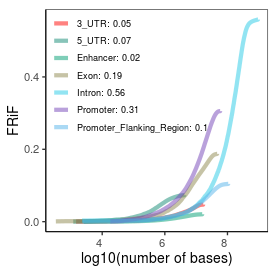 3_UTR: 0.05
5_UTR: 0.07
Enhancer: 0.02
Exon: 0.19
Intron: 0.56
Promoter: 0.31
Promoter_Flanking_Region: 0.1
FRiF
0.4
0.2
0.0
4
6
8
log10(number of bases)